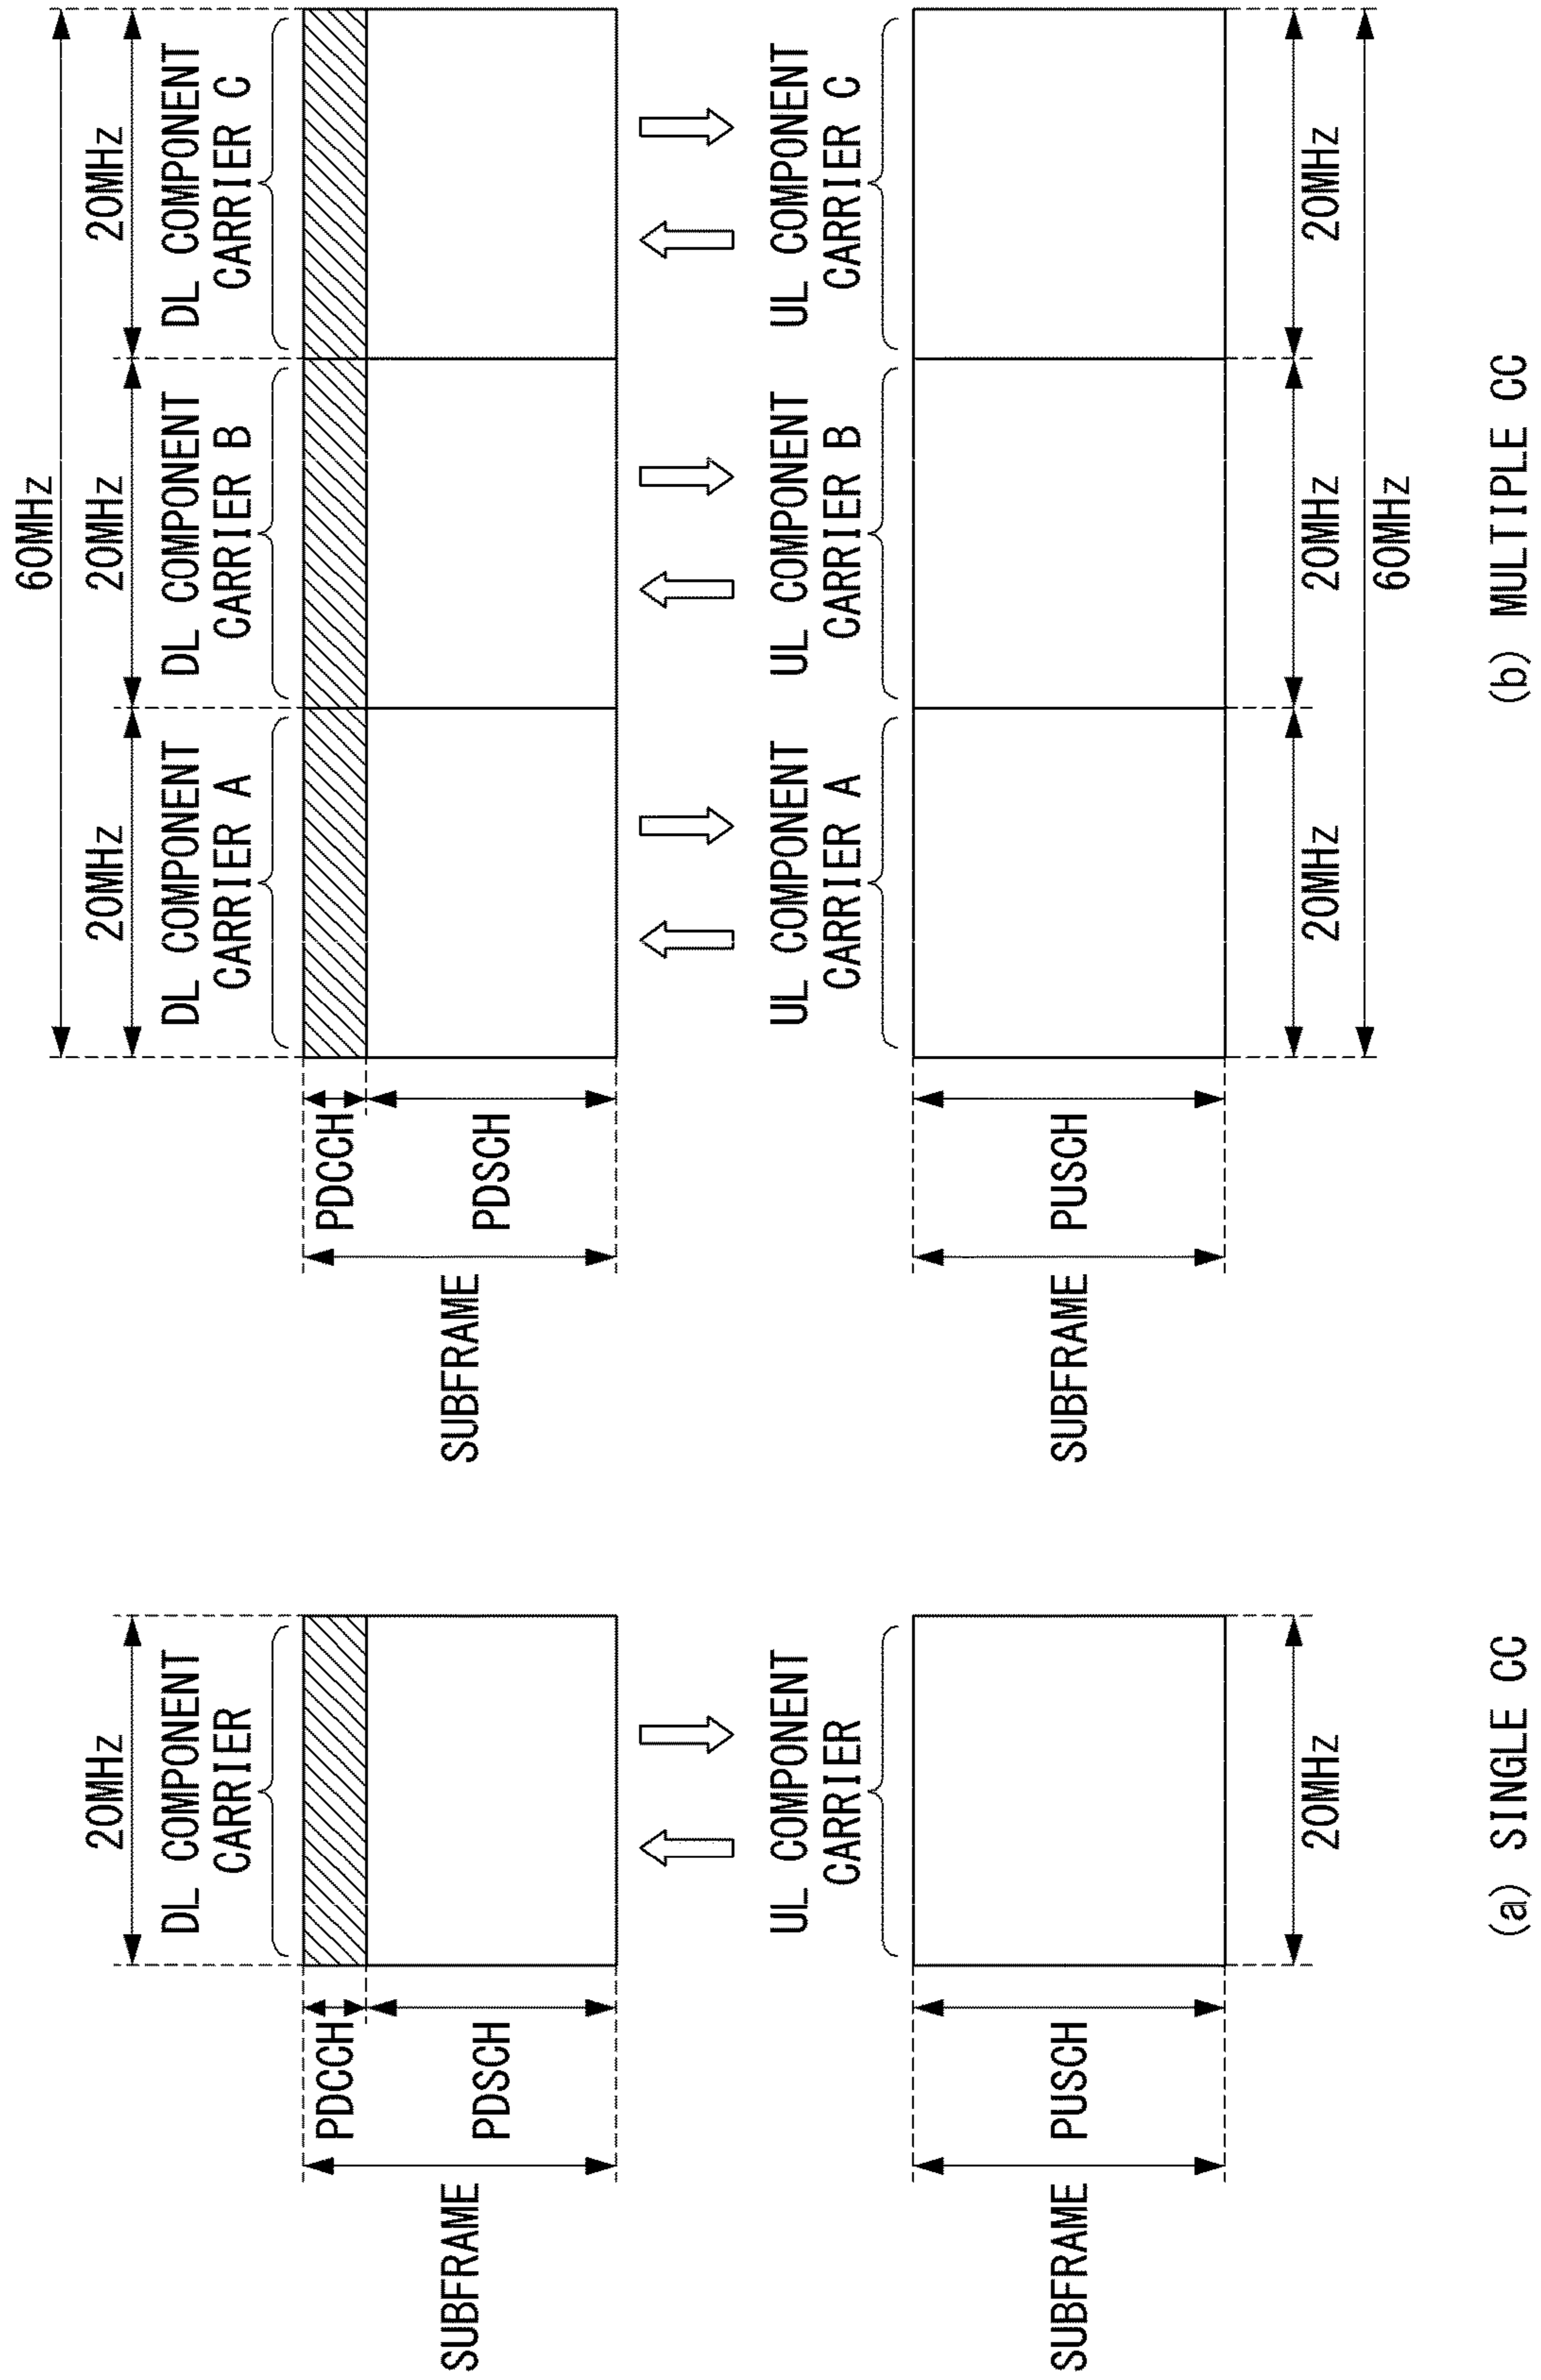 20MHz
DL COMPONENT
CARRIER
PDCCH
PDSCH
SUBFRAME
UL COMPONENT
CARRIER
PUSCH
SUBFRAME
20MHz
(a) SINGLE CC
60MHz
20MHz
20MHz
20MHz
DL COMPONENT
CARRIER A
DL COMPONENT
CARRIER B
DL COMPONENT
CARRIER C
PDCCH
PDSCH
SUBFRAME
UL COMPONENT
CARRIER A
UL COMPONENT
CARRIER B
UL COMPONENT
CARRIER C
PUSCH
SUBFRAME
20MHz
20MHz
20MHz
60MHz
(b) MULTIPLE CC